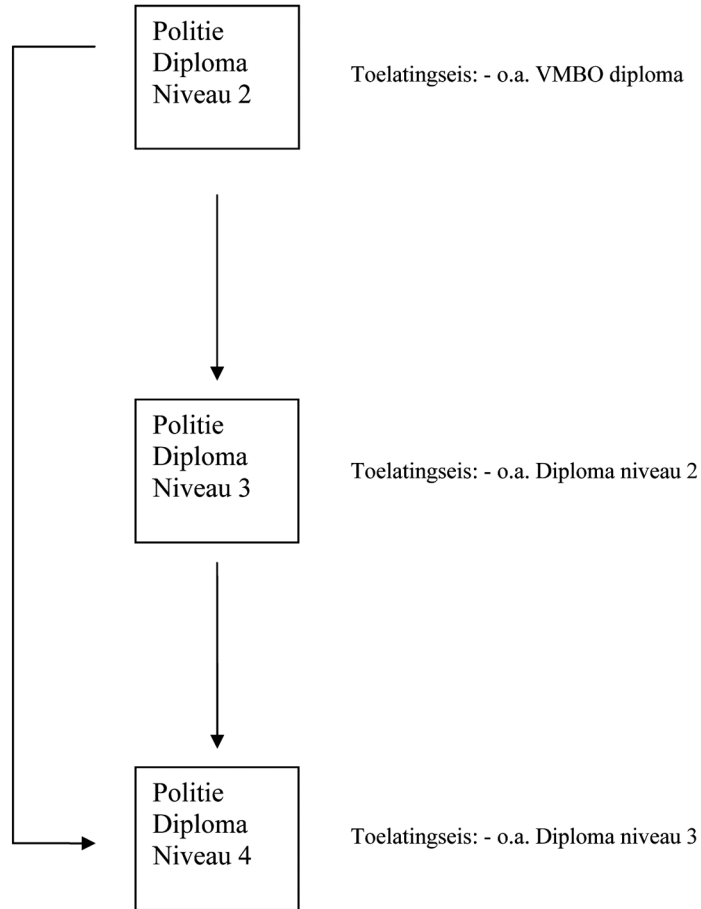 Politie
Diploma
Niveau 2
Toelatingseis: - o.a. VMBO diploma
Politie
Diploma
Niveau 3
Toelatingseis: - o.a. Diploma niveau 2
Politie
Diploma
Niveau 4
Toelatingseis: - o.a. Diploma niveau 3